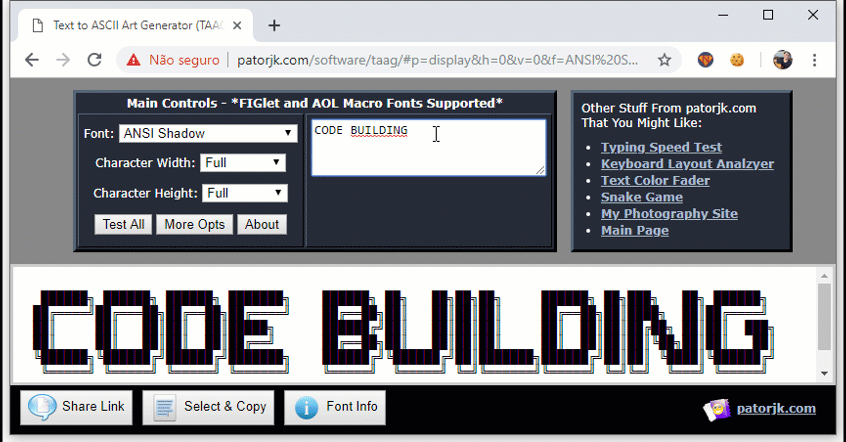 Text to ASCII Art Generator (TAAG
Não seguro
patorjk.com/software/taag/#p=display&h=0&v=0&f=ANSI%20S...
Main Controls - *FIGlet and AOL Macro Fonts Supported*
Font: ANSI Shadow
Character Width: Full
Character Height: Full
Test All More Opts About
CODE BUILDING
Other Stuff From patorjk.com
That You Might Like:
Typing Speed Test
Keyboard Layout Analzyer
Text Color Fader
Snake Game
My Photography Site
Main Page
CODE BUILDING
Share Link Select & Copy Font Info
patorjk.com